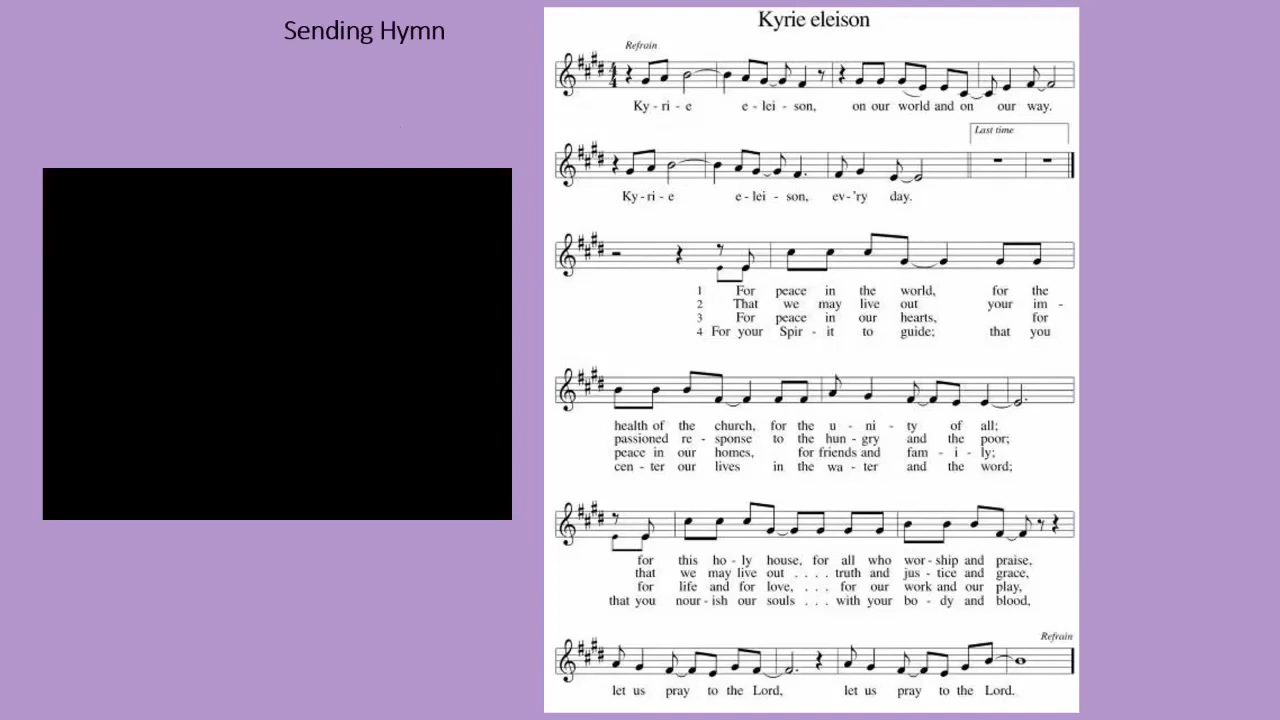 Sending Hymn
Kyrie eleison
Refrain
Ky - ri - e e - lei - son, on our world and on our way.
Last time
Ky - ri - e e - lei - son, ev-'ry day.
1 For peace in the world, for the
2 That we may live out your im -
3 For peace in our hearts, for
4 For your Spir - it to guide; that you
health of the church, for the u - ni - ty of all;
passioned re - sponse to the hun - gry and the poor;
peace in our homes, for friends and fam - i - ly;
cen - ter our lives in the wa - ter and the word;
for this ho - ly house, for all who wor - ship and praise,
that we may live out . . . . truth and jus - tice and grace,
for life and for love, . . . for our work and our play,
that you nour - ish our souls . . . with your bo - dy and blood,
Refrain
let us pray to the Lord, let us pray to the Lord.